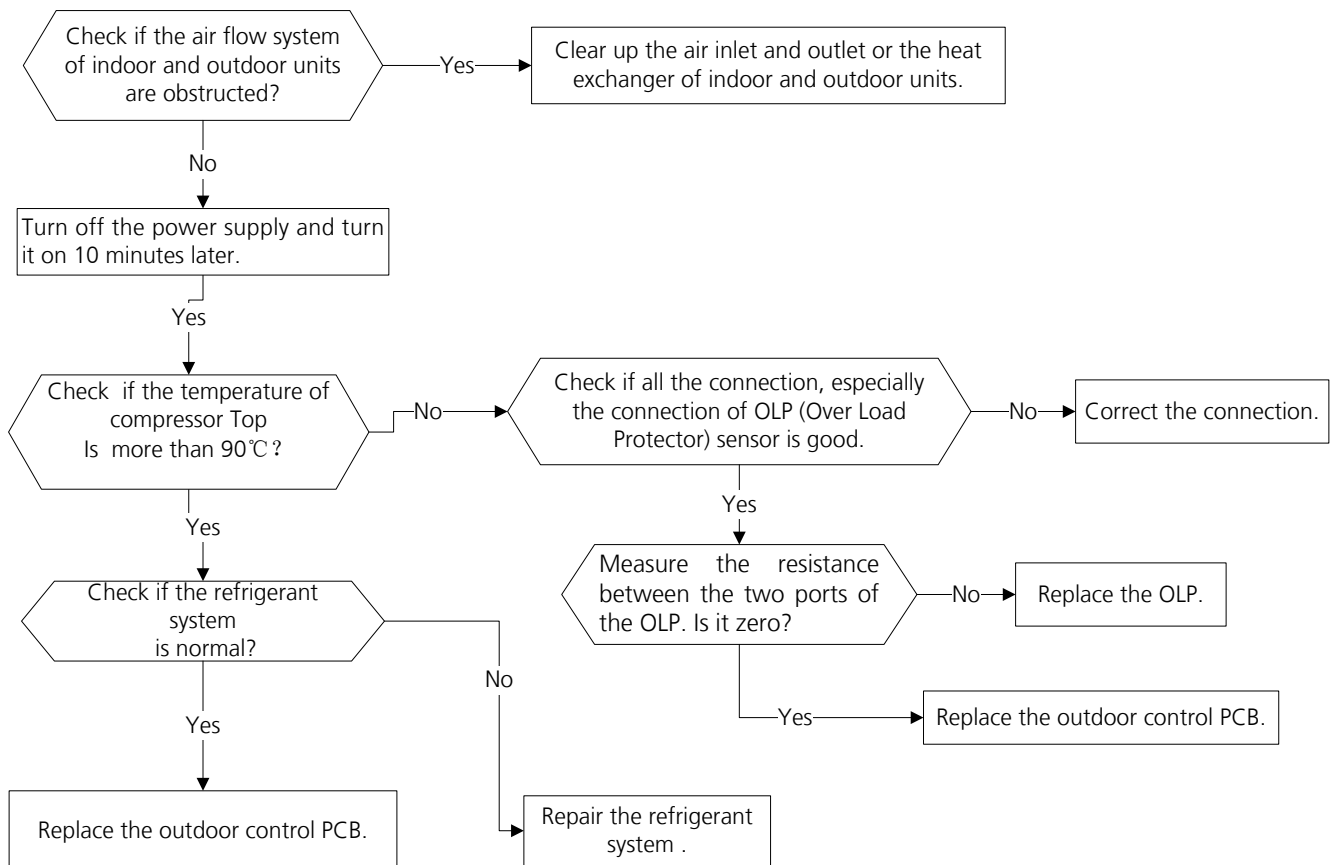 Check if the air flow system
of indoor and outdoor units
are obstructed?
Yes
Clear up the air inlet and outlet or the heat
exchanger of indoor and outdoor units.
No
Turn off the power supply and turn
it on 10 minutes later.
Yes
Check if the temperature of
compressor Top
Is more than 90℃?
No
Check if all the connection, especially
the connection of OLP (Over Load
Protector) sensor is good.
No
Correct the connection.
Yes
Yes
Measure the resistance
between the two ports of
the OLP. Is it zero?
No
Replace the OLP.
Check if the refrigerant
system
is normal?
No
Yes
Yes
Replace the outdoor control PCB.
Replace the outdoor control PCB.
Repair the refrigerant
system .